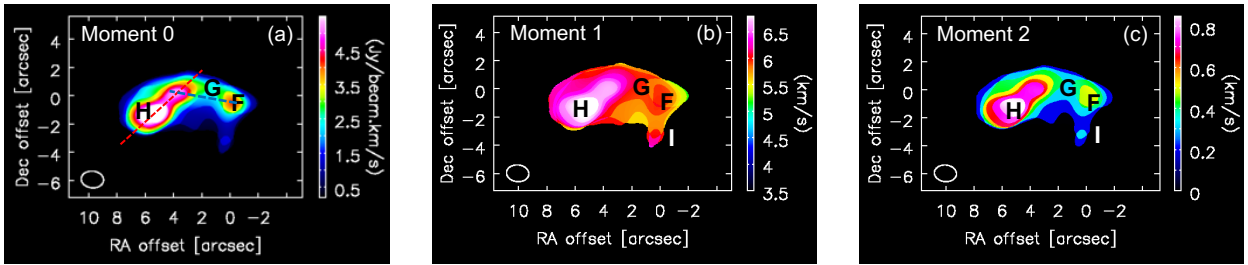 Moment 0
(a)
H
G
F
4
2
0
−2
−4
−6
Dec offset [arcsec]
10 8 6 4 2 0 −2
RA offset [arcsec]
4.5
3.5
2.5
1.5
0.5
(Jy/beam.km/s)
Moment 1
(b)
H
G
F
I
4
2
0
−2
−4
−6
Dec offset [arcsec]
10 8 6 4 2 0 −2
RA offset [arcsec]
6.5
6
5.5
5
4.5
4
3.5
(km/s)
Moment 2
(c)
H
G
F
I
4
2
0
−2
−4
−6
Dec offset [arcsec]
10 8 6 4 2 0 −2
RA offset [arcsec]
0.8
0.6
0.4
0.2
0
(km/s)